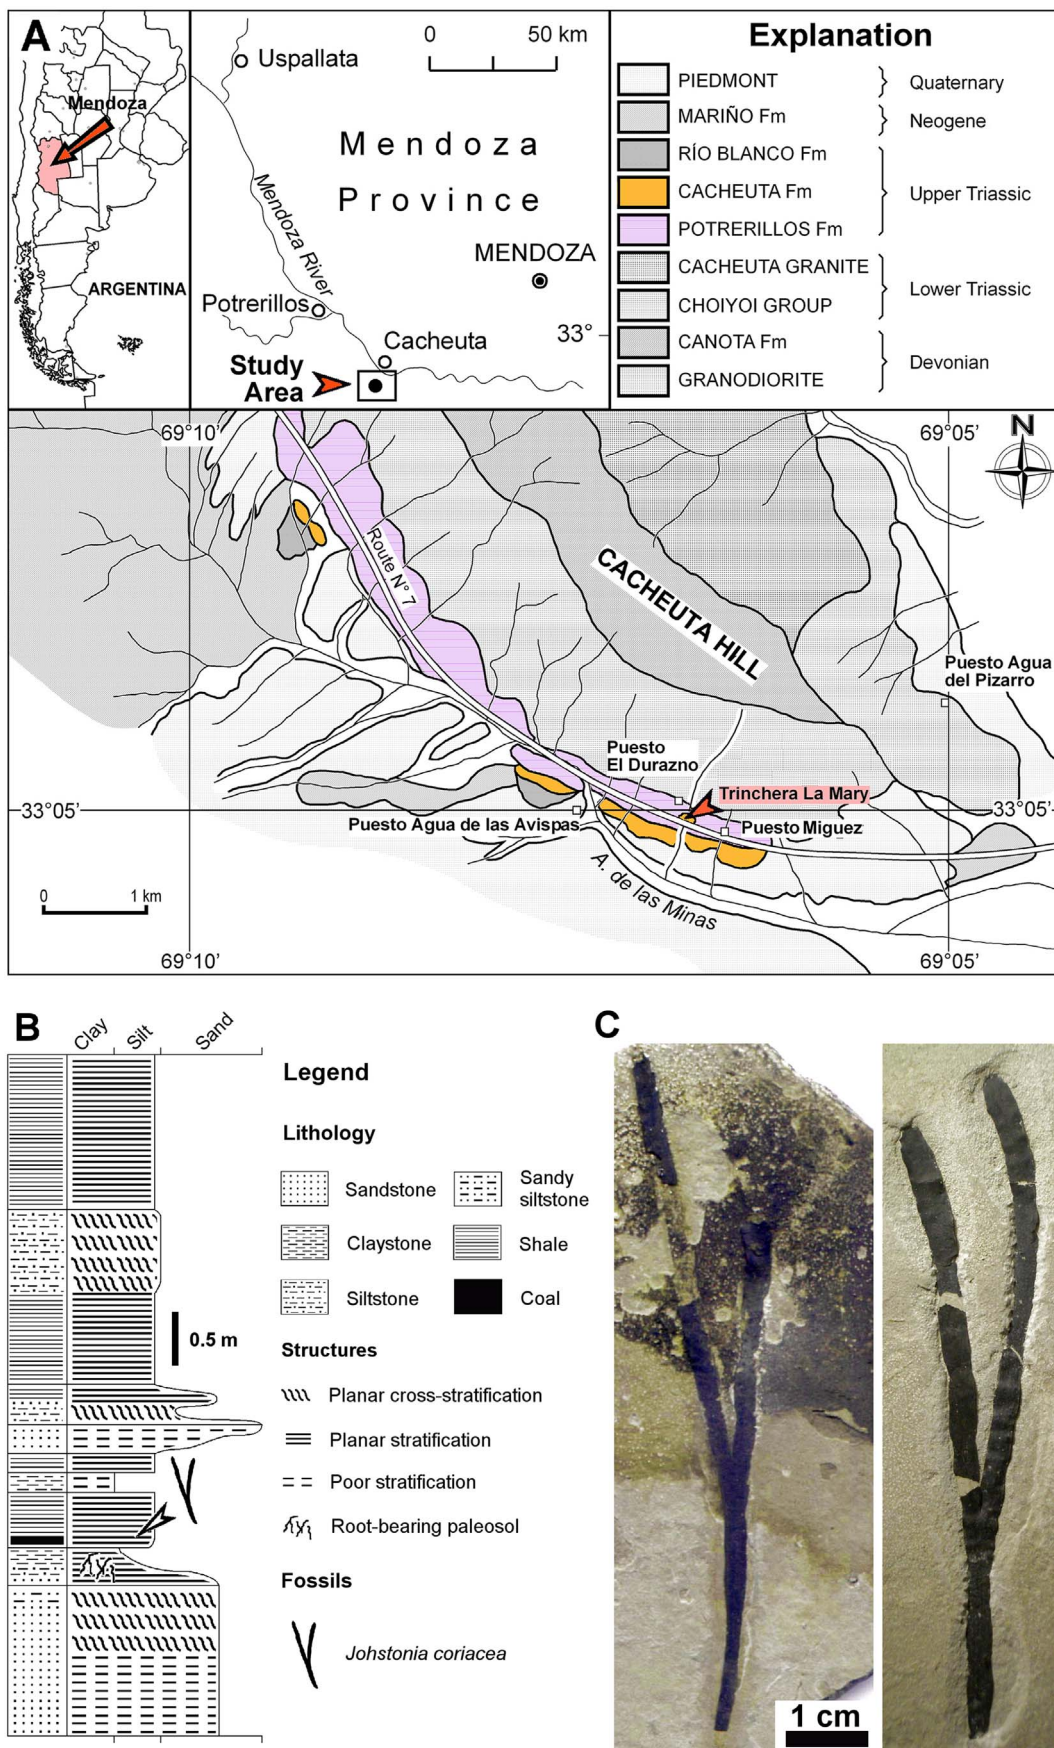 A
Mendoza
ARGENTINA
Uspallata
0 50 km
Mendoza
Province
Mendoza River
MENDOZA
Potrerillos
Cacheuta
33°
Study
Area
Explanation
PIEDMONT
Quaternary
MARIÑO Fm
Neogene
RÍO BLANCO Fm
CACHEUTA Fm
Upper Triassic
POTRERILLOS Fm
CACHEUTA GRANITE
Lower Triassic
CHOIYOI GROUP
CANOTA Fm
Devonian
GRANODIORITE
69°10'
69°05'
N
Route N° 7
CACHEUTA HILL
Puesto Agua
del Pizarro
Puesto
El Durazno
Trinchera La Mary
33°05'
33°05'
Puesto Agua de las Avispas
Puesto Miguez
A. de las Minas
0 1 km
69°10'
69°05'
B
Clay Silt Sand
0.5 m
Legend
Lithology
Sandstone
Sandy
siltstone
Claystone
Shale
Siltstone
Coal
Structures
Planar cross-stratification
Planar stratification
Poor stratification
Root-bearing paleosol
Fossils
Johstonia coriacea
C
1 cm